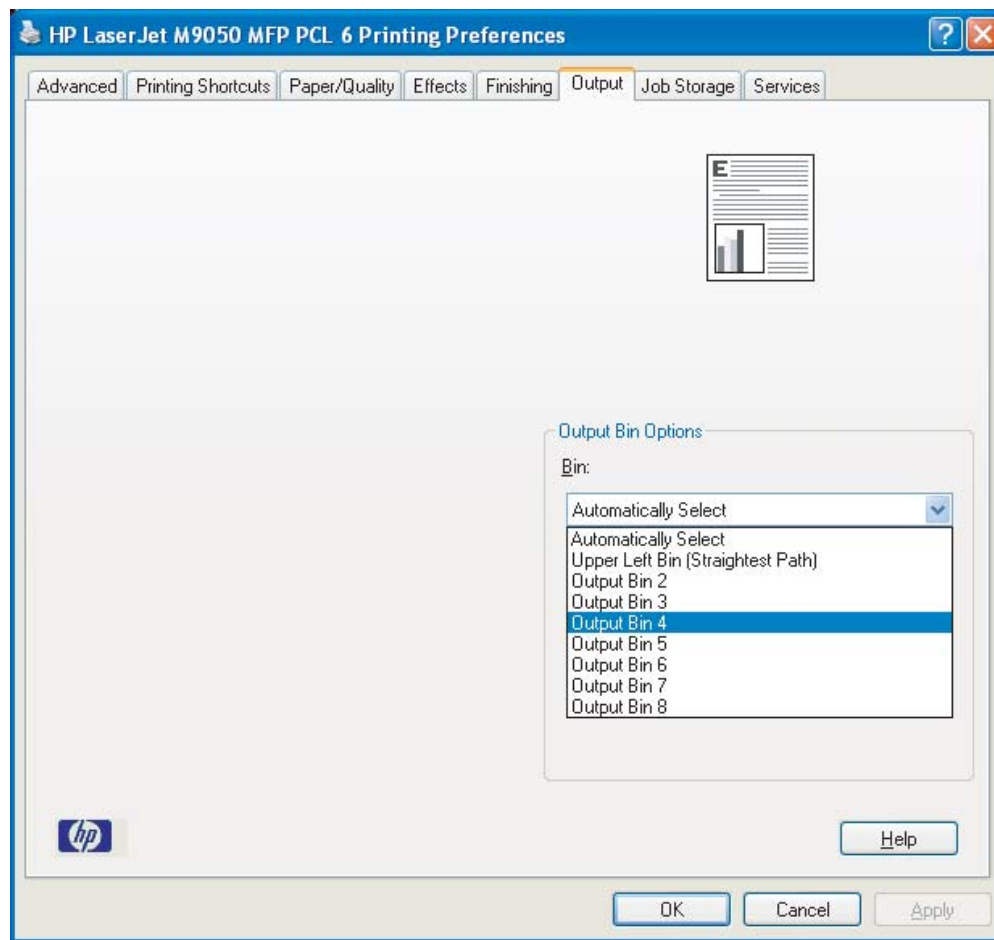 HP LaserJet M9050 MFP PCL 6 Printing Preferences
Advanced Printing Shortcuts Paper/Quality Effects Finishing Output Job Storage Services
E
Output Bin Options
Bin:
Automatically Select
Automatically Select
Upper Left Bin (Straightest Path)
Output Bin 2
Output Bin 3
Output Bin 4
Output Bin 5
Output Bin 6
Output Bin 7
Output Bin 8
hp
Help
OK Cancel Apply